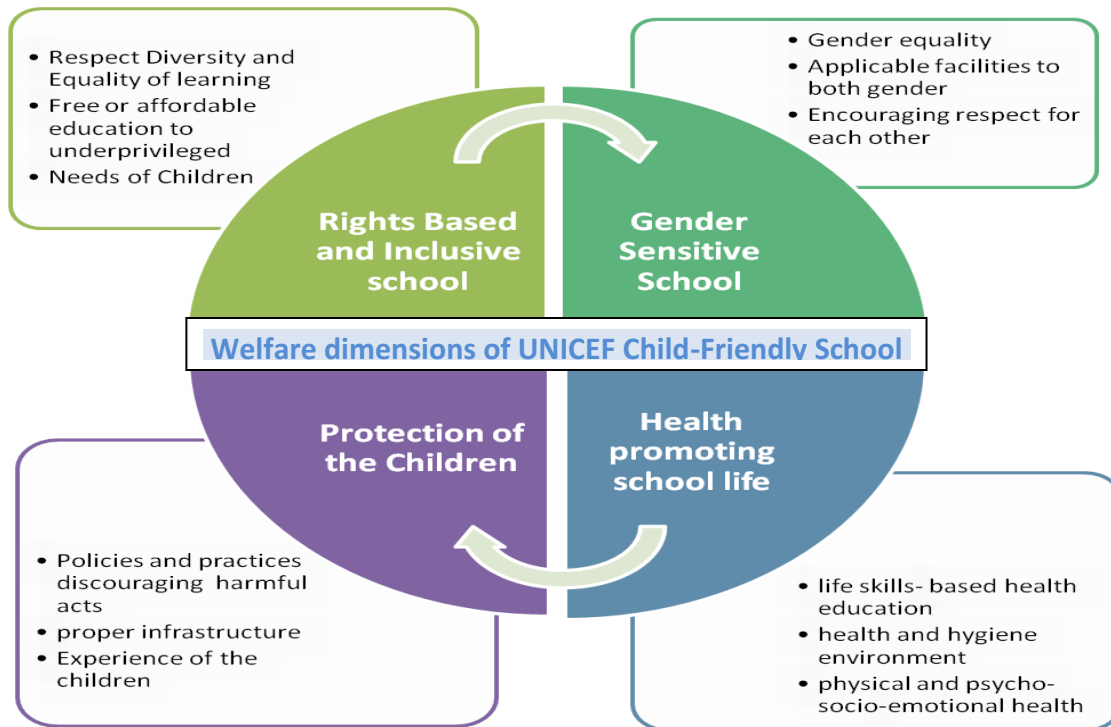 • Respect Diversity and
Equality of learning
• Free or affordable
education to
underprivileged
• Needs of Children
• Gender equality
• Applicable facilities to
both gender
• Encouraging respect for
each other
Rights Based
and Inclusive
school
Gender
Sensitive
School
Welfare dimensions of UNICEF Child-Friendly School
Protection of
the Children
Health
promoting
school life
• Policies and practices
discouraging harmful
acts
• proper infrastructure
• Experience of the
children
• life skills- based health
education
• health and hygiene
environment
• physical and psycho-
socio-emotional health